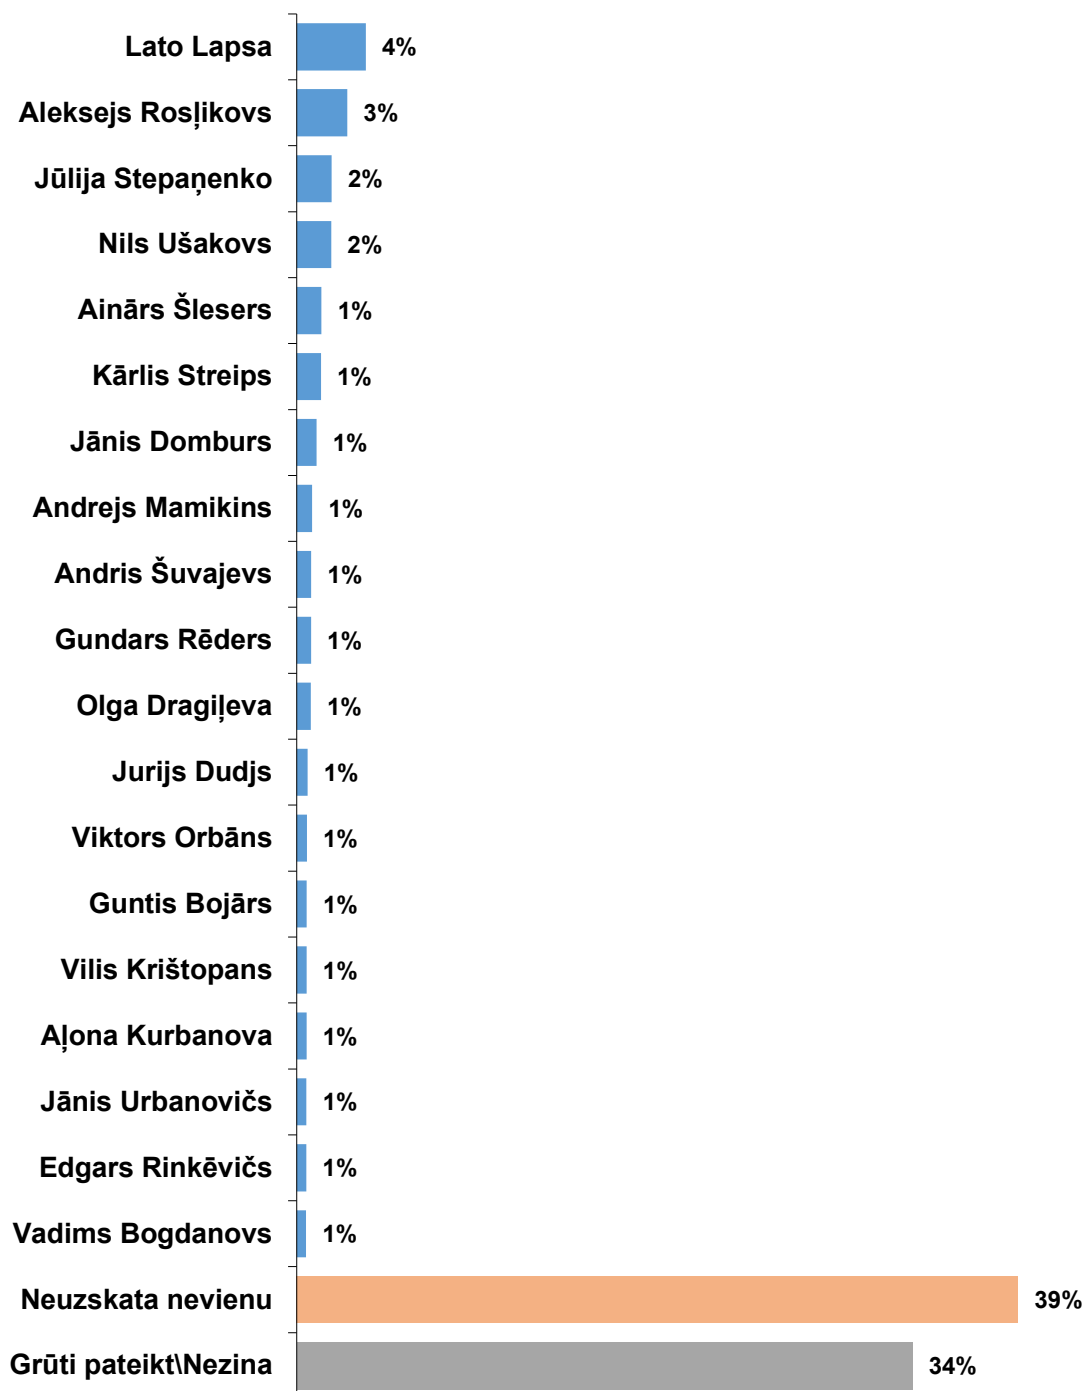 Lato Lapsa 4%
Aleksejs Rosļikovs 3%
Jūlija Stepaņenko 2%
Nils Ušakovs 2%
Ainārs Šlesers 1%
Kārlis Streips 1%
Jānis Domburs 1%
Andrejs Mamikins 1%
Andris Šuvajevs 1%
Gundars Rēders 1%
Olga Dragiļeva 1%
Jurijs Dudjs 1%
Viktors Orbāns 1%
Guntis Bojārs 1%
Vilis Krištopans 1%
Aļona Kurbanova 1%
Jānis Urbanovičs 1%
Edgars Rinkēvičs 1%
Vadims Bogdanovs 1%
Neuzskata nevienu 39%
Grūti pateikt\Nezina 34%